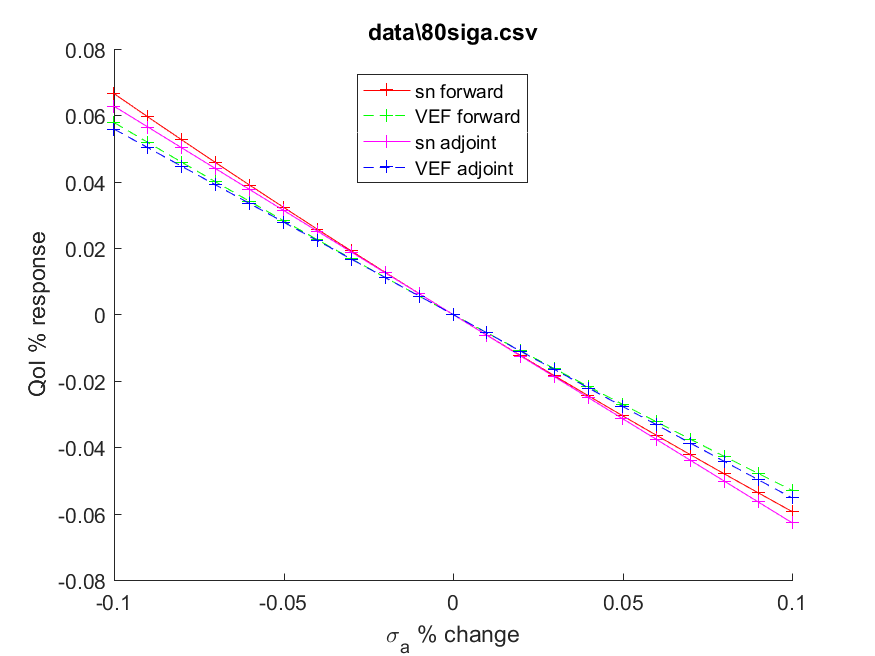 data\80siga.csv
0.08
0.06
0.04
0.02
0
-0.02
-0.04
-0.06
-0.08
QoI % response
sn forward
VEF forward
sn adjoint
VEF adjoint
-0.1
-0.05
0
0.05
0.1
σa % change